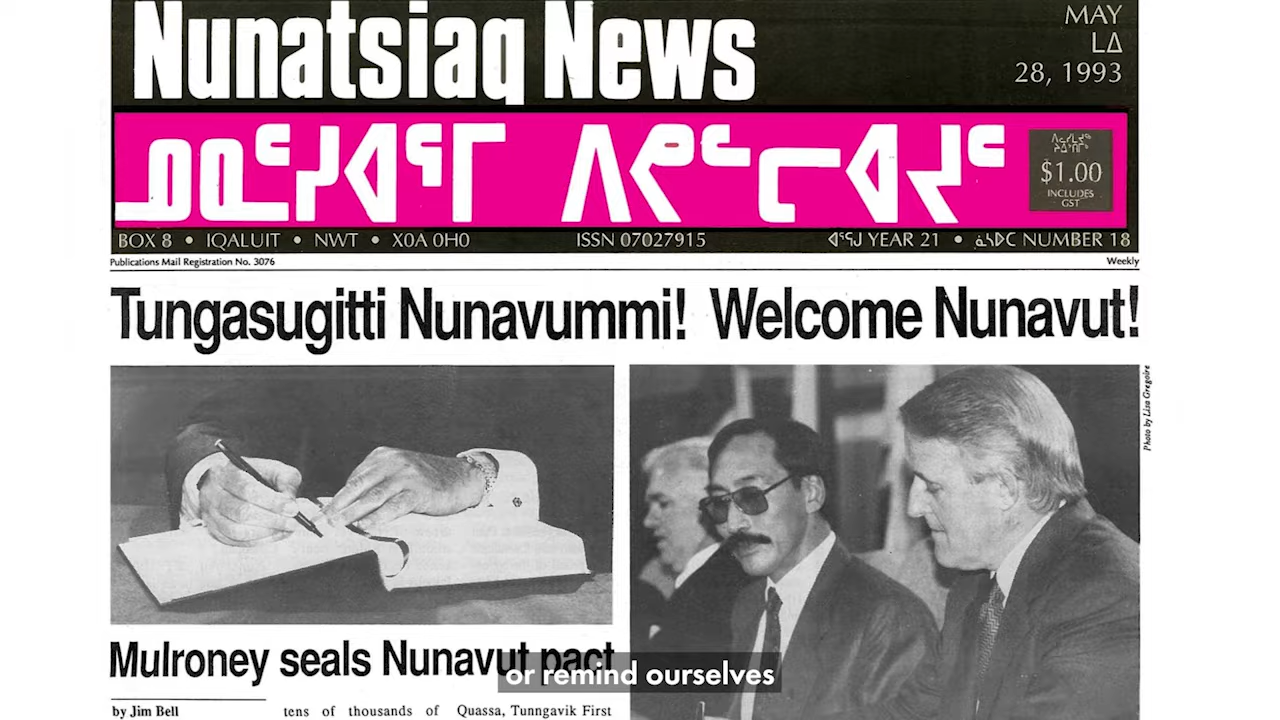 Nunatsiaq News
MAY
ᒪᐃ
28, 1993
ᓄᓇᑦᓯᐊᕐᒥ ᐱᕙᓪᓕᐊᔪᑦ
$1.00
INCLUDES
GST
BOX 8 • IQALUIT • NWT • X0A 0H0 ISSN 07027915 ᐊᕐᕋᒍ YEAR 21 • ᓈᓴᐅᑕ NUMBER 18
Publications Mail Registration No. 3076 Weekly
Tungasugitti Nunavummi! Welcome Nunavut!
Photo by Lisa Gregoire
Mulroney seals Nunavut pact
or remind ourselves
by Jim Bell
tens of thousands of
Quassa, Tunngavik First